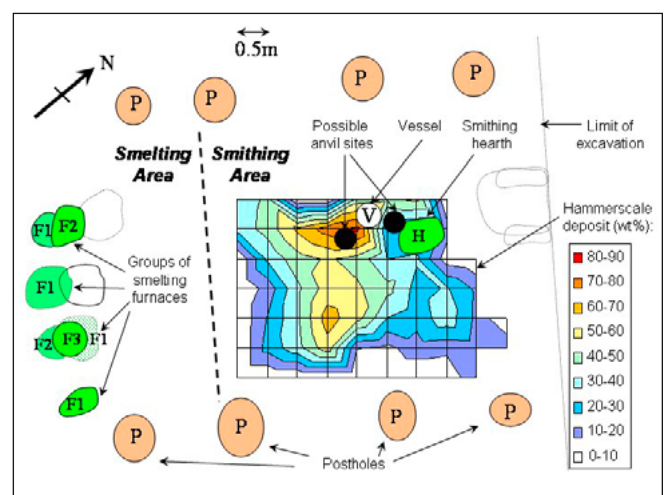 0.5m
N
P
P
P
P
Possible
anvil sites
Vessel
Smithing
hearth
Limit of
excavation
Smelting
Area
Smithing
Area
V
H
F1
F2
F1
F2
F3
F1
F1
Groups of
smelting
furnaces
Hammerscale
deposit (wt%):
80-90
70-80
60-70
50-60
40-50
30-40
20-30
10-20
0-10
P
P
P
P
Postholes